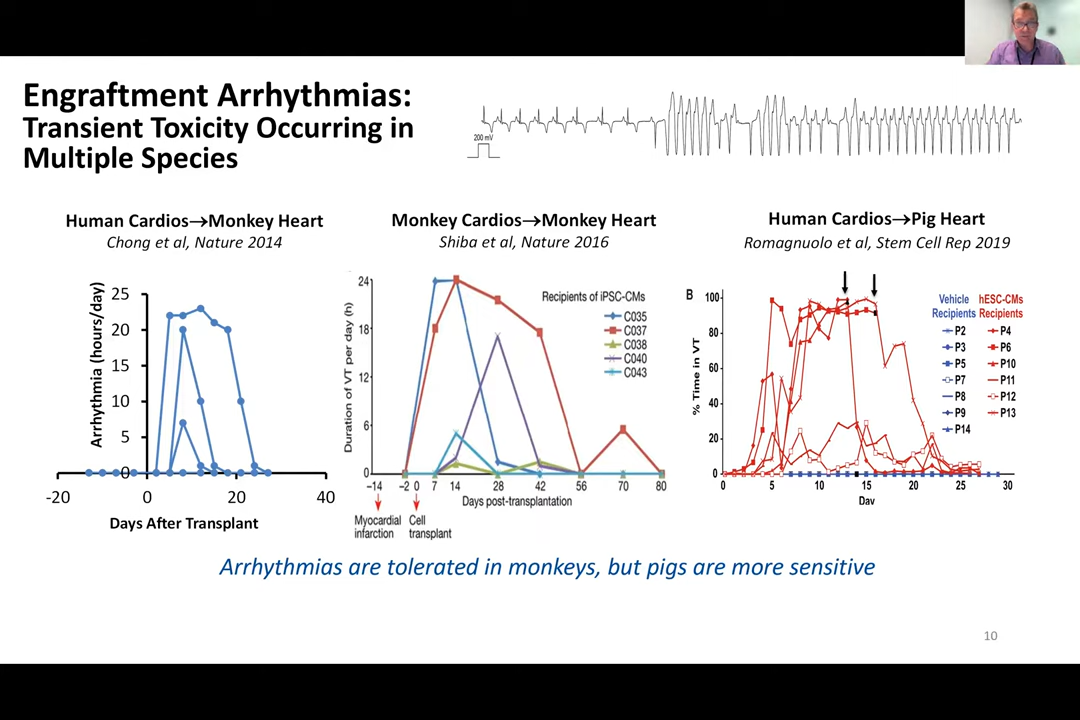 Engraftment Arrhythmias:
Transient Toxicity Occurring in
Multiple Species
200 mV
Human Cardios→Monkey Heart
Chong et al, Nature 2014
Arrhythmia (hours/day)
25
20
15
10
5
0
-20
0
20
40
Days After Transplant
Monkey Cardios→Monkey Heart
Shiba et al, Nature 2016
Duration of VT per day (h)
24
18
12
6
0
Recipients of iPSC-CMs
C035
C037
C038
C040
C043
−14 −2 0 7 14 28 42 56 70 80
Days post-transplantation
Myocardial
infarction
Cell
transplant
Human Cardios→Pig Heart
Romagnuolo et al, Stem Cell Rep 2019
B
% Time in VT
100
80
60
40
20
0
0 5 10 15 20 25 30
Day
Vehicle
Recipients
P2
P3
P5
P7
P8
P9
P14
hESC-CMs
Recipients
P4
P6
P10
P11
P12
P13
Arrhythmias are tolerated in monkeys, but pigs are more sensitive
10